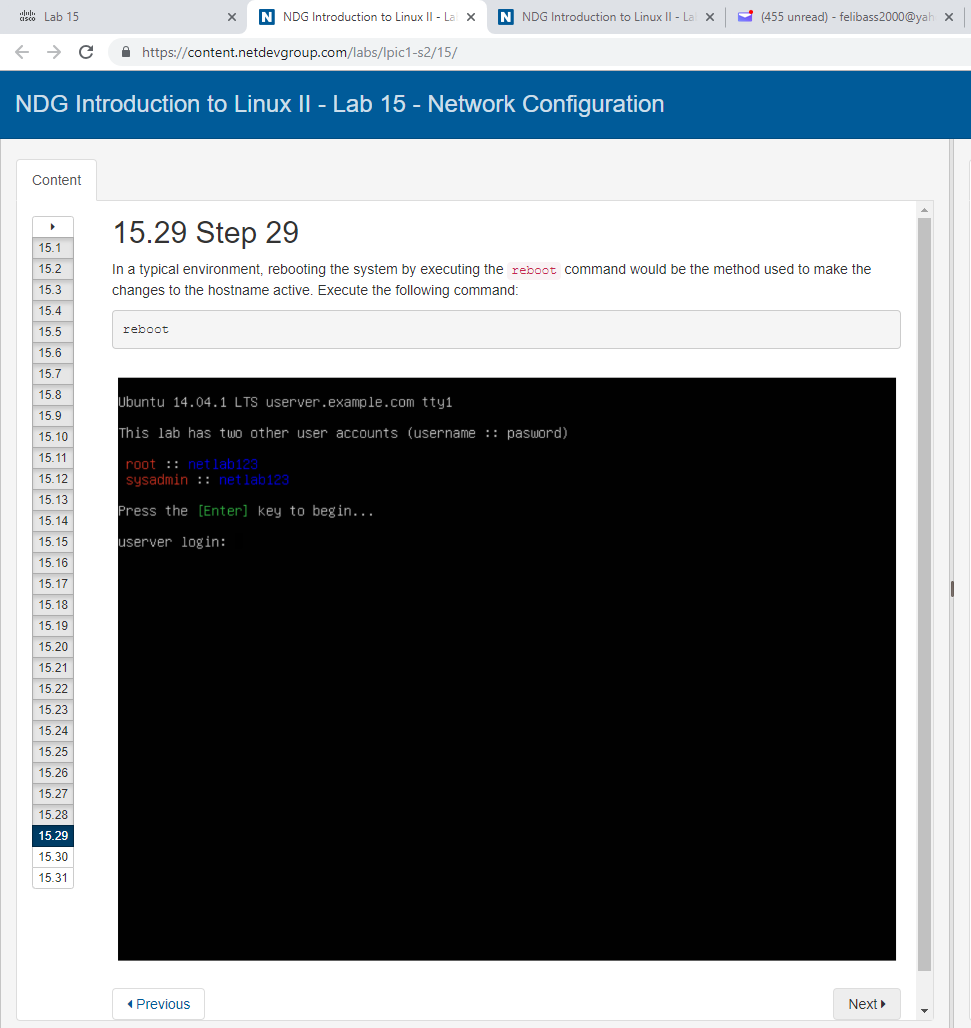 Lab 15
NDG Introduction to Linux II - La
NDG Introduction to Linux II - La
(455 unread) - felibass2000@yah
https://content.netdevgroup.com/labs/lpic1-s2/15/
NDG Introduction to Linux II - Lab 15 - Network Configuration
Content
15.1
15.2
15.3
15.4
15.5
15.6
15.7
15.8
15.9
15.10
15.11
15.12
15.13
15.14
15.15
15.16
15.17
15.18
15.19
15.20
15.21
15.22
15.23
15.24
15.25
15.26
15.27
15.28
15.29
15.30
15.31
15.29 Step 29
In a typical environment, rebooting the system by executing the reboot command would be the method used to make the
changes to the hostname active. Execute the following command:
reboot
Ubuntu 14.04.1 LTS userver.example.com tty1
This lab has two other user accounts (username :: pasword)
root :: netlab123
sysadmin :: netlab123
Press the [Enter] key to begin...
userver login:
Previous
Next